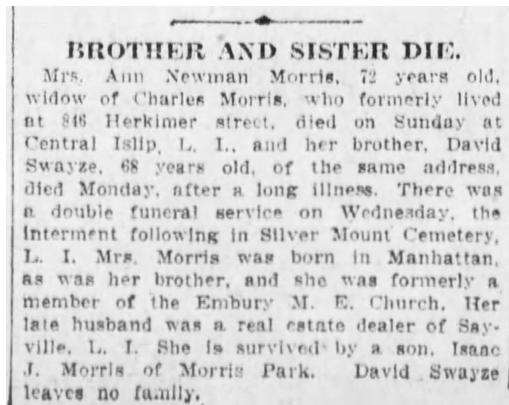 BROTHER AND SISTER DIE.
Mrs. Ann Newman Morris, 72 years old,
widow of Charles Morris, who formerly lived
at 846 Herkimer street, died on Sunday at
Central Islip, L. I., and her brother, David
Swayze, 68 years old, of the same address,
died Monday, after a long illness. There was
a double funeral service on Wednesday, the
interment following in Silver Mount Cemetery,
L. I. Mrs. Morris was born in Manhattan,
as was her brother, and she was formerly a
member of the Embury M. E. Church. Her
late husband was a real estate dealer of Say-
ville, L. I. She is survived by a son, Isaac
J. Morris of Morris Park. David Swayze
leaves no family.